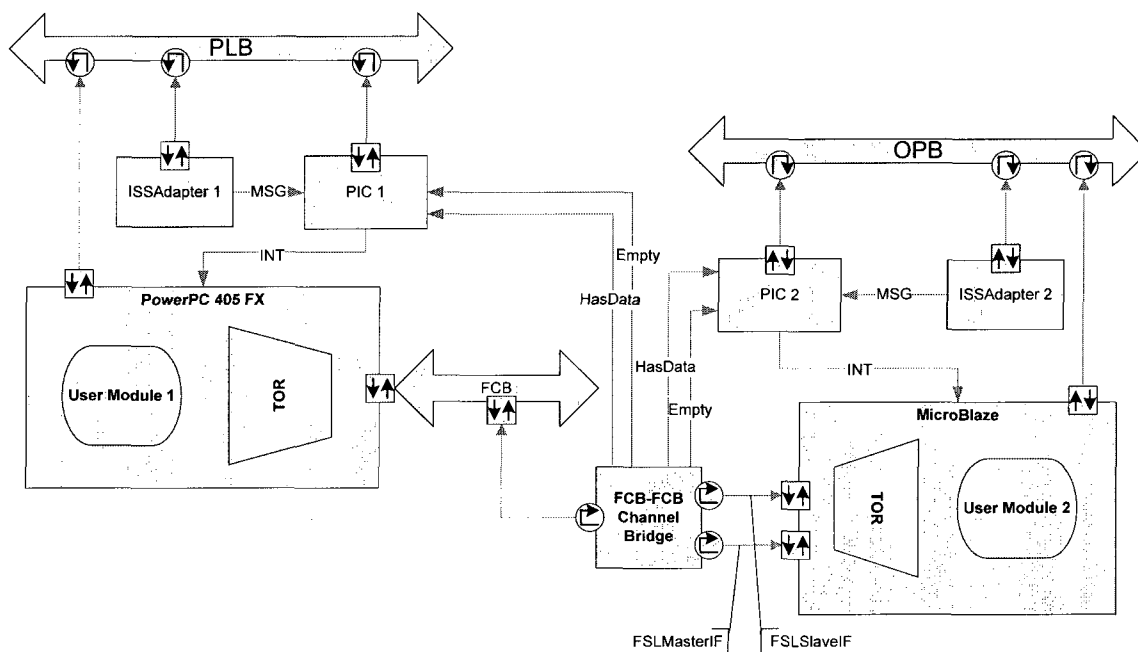 PLB
OPB
ISSAdapter 1
MSG
PIC 1
INT
Empty
HasData
PIC 2
MSG
ISSAdapter 2
PowerPC 405 FX
User Module 1
TOR
FCB
HasData
Empty
INT
MicroBlaze
TOR
User Module 2
FCB-FCB
Channel
Bridge
FSLMasterIF
FSLSlaveIF